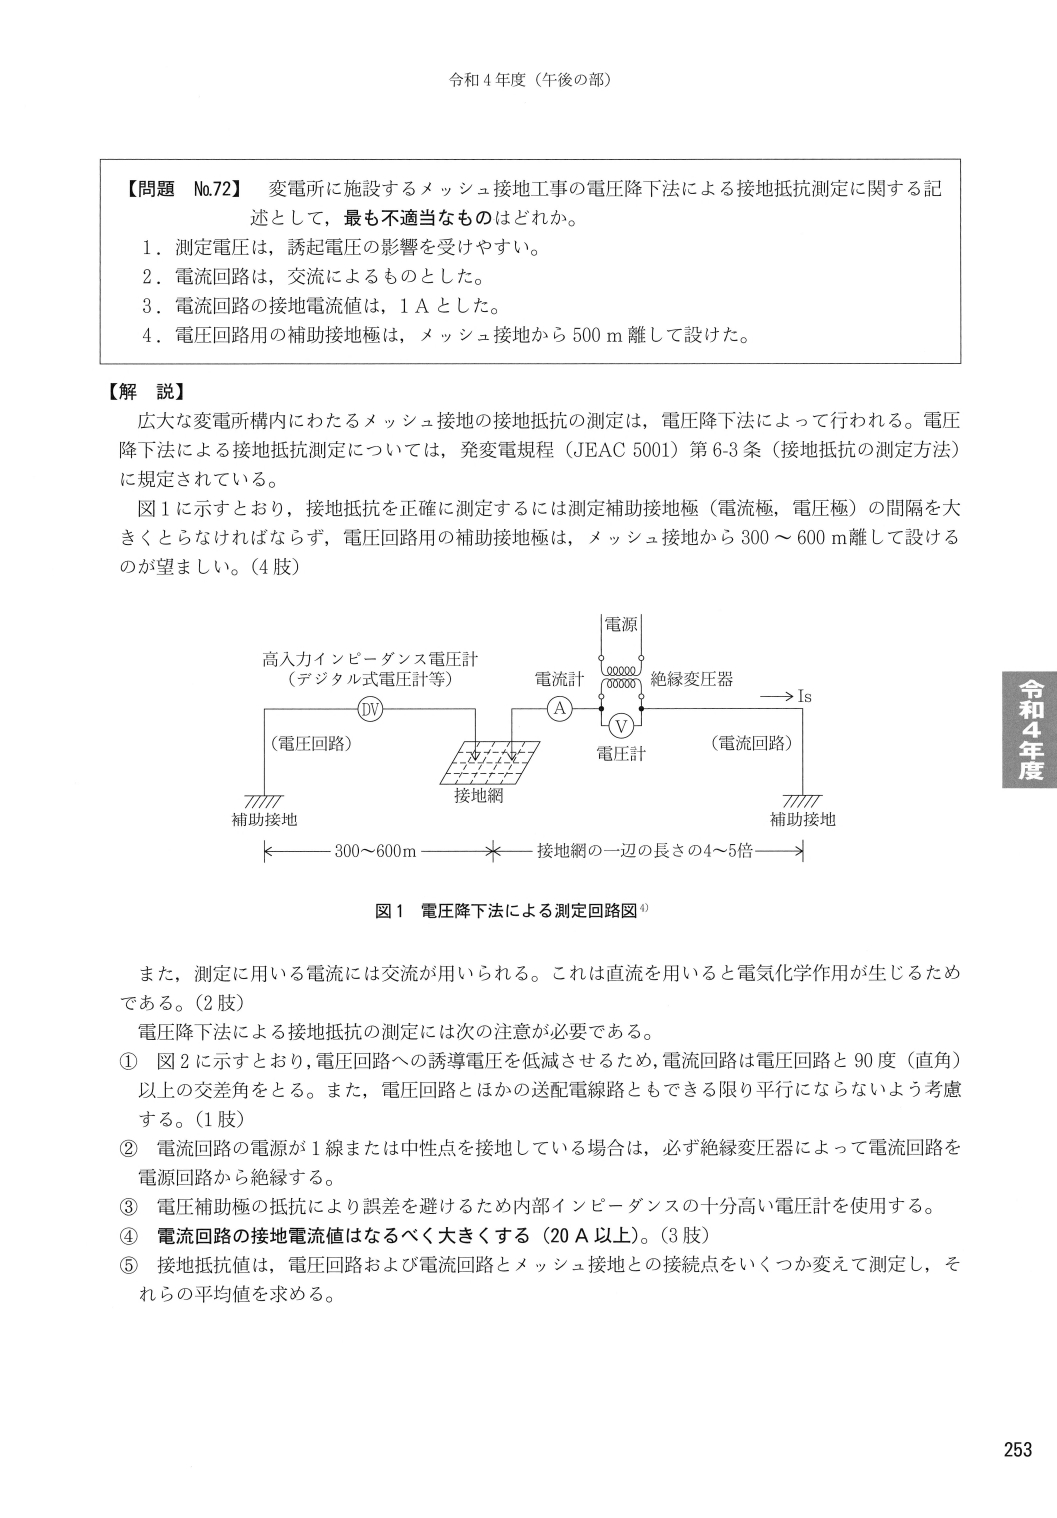 令和4年度（午後の部）
【問題　No.72】　変電所に施設するメッシュ接地工事の電圧降下法による接地抵抗測定に関する記
述として，最も不適当なものはどれか。
1．測定電圧は，誘起電圧の影響を受けやすい。
2．電流回路は，交流によるものとした。
3．電流回路の接地電流値は，1 A とした。
4．電圧回路用の補助接地極は，メッシュ接地から 500 m 離して設けた。
【解　説】
広大な変電所構内にわたるメッシュ接地の接地抵抗の測定は，電圧降下法によって行われる。電圧
降下法による接地抵抗測定については，発変電規程（JEAC 5001）第 6-3 条（接地抵抗の測定方法）
に規定されている。
図1に示すとおり，接地抵抗を正確に測定するには測定補助接地極（電流極，電圧極）の間隔を大
きくとらなければならず，電圧回路用の補助接地極は，メッシュ接地から 300 ～ 600 m離して設ける
のが望ましい。（4 肢）
電源
高入力インピーダンス電圧計
（デジタル式電圧計等）
電流計
絶縁変圧器
Is
DV
A
V
（電圧回路）
電圧計
（電流回路）
接地網
補助接地
補助接地
300～600m
接地網の一辺の長さの4～5倍
図1　電圧降下法による測定回路図4)
また，測定に用いる電流には交流が用いられる。これは直流を用いると電気化学作用が生じるため
である。（2 肢）
電圧降下法による接地抵抗の測定には次の注意が必要である。
①　図2に示すとおり，電圧回路への誘導電圧を低減させるため，電流回路は電圧回路と 90 度（直角）
以上の交差角をとる。また，電圧回路とほかの送配電線路ともできる限り平行にならないよう考慮
する。（1 肢）
②　電流回路の電源が1線または中性点を接地している場合は，必ず絶縁変圧器によって電流回路を
電源回路から絶縁する。
③　電圧補助極の抵抗により誤差を避けるため内部インピーダンスの十分高い電圧計を使用する。
④　電流回路の接地電流値はなるべく大きくする（20 A 以上）。（3 肢）
⑤　接地抵抗値は，電圧回路および電流回路とメッシュ接地との接続点をいくつか変えて測定し，そ
れらの平均値を求める。
令和4年度
253